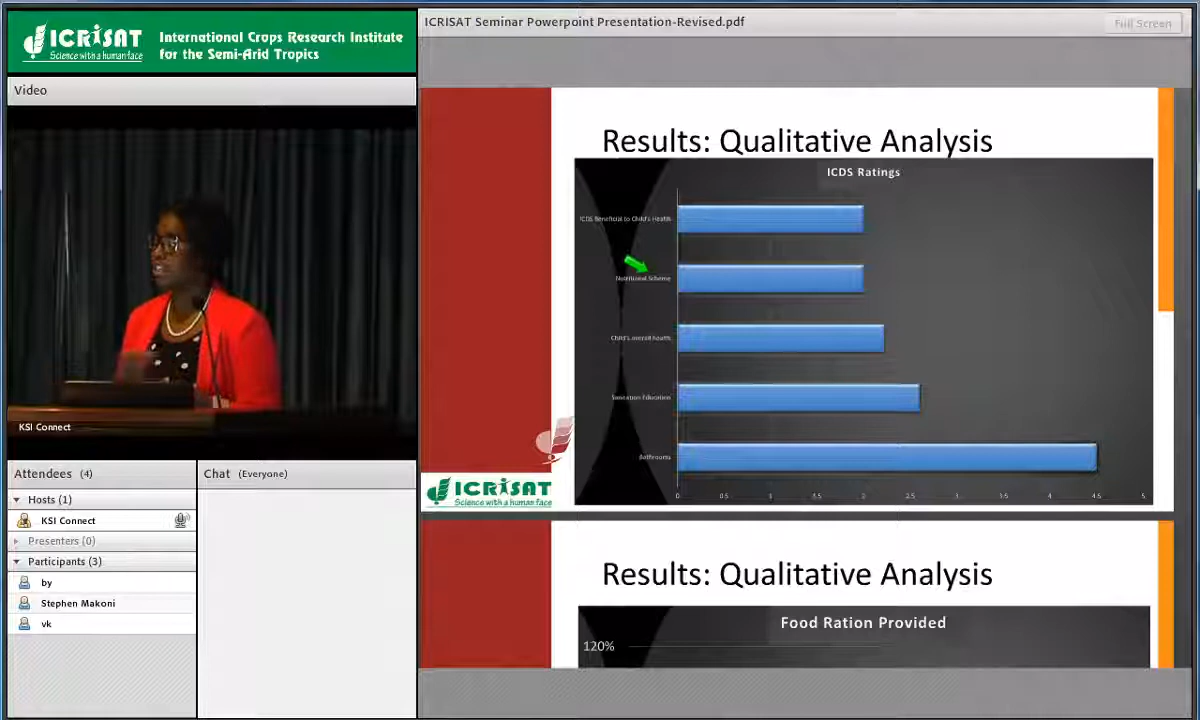 ICRISAT
Science with a human face
International Crops Research Institute
for the Semi-Arid Tropics
Video
KSI Connect
Attendees (4)
Hosts (1)
KSI Connect
Presenters (0)
Participants (3)
by
Stephen Makoni
vk
Chat (Everyone)
ICRISAT Seminar Powerpoint Presentation-Revised.pdf
Full Screen
Results: Qualitative Analysis
ICDS Ratings
ICDS Beneficial to Child's Health
Nutritional Scheme
Child's overall health
Sanitation Education
Bathrooms
0 0.5 1 1.5 2 2.5 3 3.5 4 4.5 5
ICRISAT
Science with a human face
Results: Qualitative Analysis
Food Ration Provided
120%